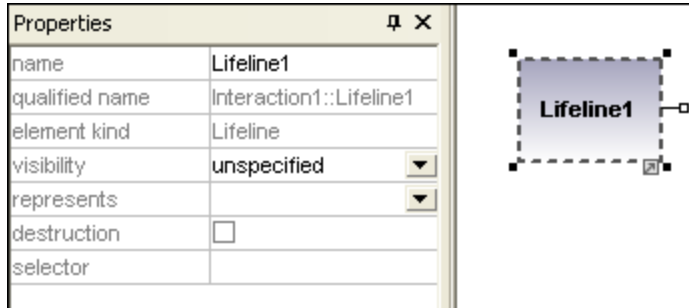 Properties
name Lifeline1
qualified name Interaction1::Lifeline1
element kind Lifeline
visibility unspecified
represents
destruction
selector
Lifeline1